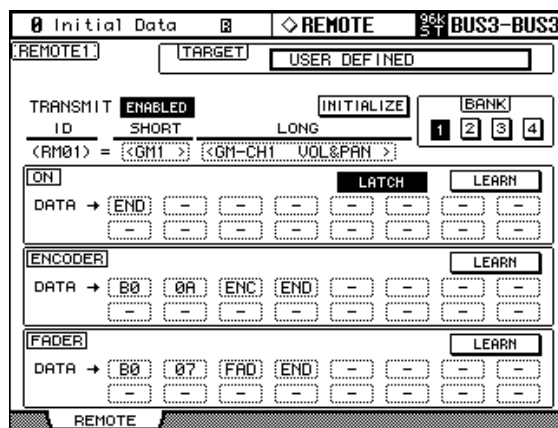 0 Initial Data R ◇REMOTE 96k ST BUS3-BUS3
REMOTE1 TARGET USER DEFINED
TRANSMIT ENABLED INITIALIZE BANK
ID SHORT LONG 1 2 3 4
(RM01) = <GM1 > <GM-CH1 VOL&PAN >
ON LATCH LEARN
DATA → END - - - - - - -
- - - - - - - -
ENCODER LEARN
DATA → B0 0A ENC END - - - -
- - - - - - - -
FADER LEARN
DATA → B0 07 FAD END - - - -
- - - - - - - -
REMOTE